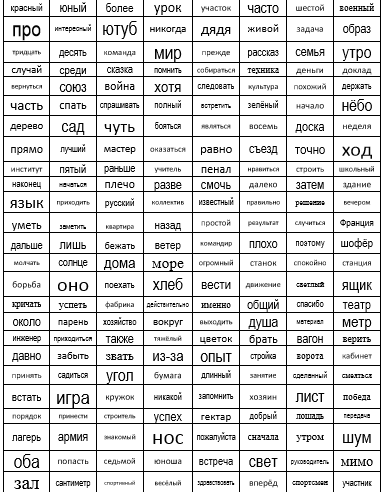 красный юный более урок участок часто шестой военный
про интересный ютуб никогда дядя живой задача образ
тридцать десять команда мир прежде рассказ семья утро
случай среди сказка помнить собираться техника деньги доклад
вернуться союз война хотя следовать культура похожий держать
часть спать спрашивать полный встретить зелёный начало нёбо
дерево сад чуть бояться являться восемь доска неделя
прямо лучший мастер оказаться равно съезд точно ход
институт пятый раньше учитель пенал нравиться строить школьный
наконец начаться плечо разве смочь далеко затем здание
язык приходить русский коллектив известный правильно решение вечером
уметь заметить квартира назад простой результат случиться Франция
дальше лишь бежать ветер командир плохо поэтому шофёр
молчать солнце дома море огромный станок спокойно станция
борьба оно поехать хлеб вести движение светлый ящик
кричать успеть фабрика действительно именно общий спасибо театр
около парень хозяйство вокруг выходить душа материал метр
инженер приходиться также тяжёлый цветок брать вагон верить
давно забыть звать из-за опыт стройка ворота кабинет
принять садиться угол бумага длинный занятие сделанный смеяться
встать игра кружок никакой запомнить хозяин лист победа
порядок принести строитель успех гектар добрый лошадь передача
лагерь армия знакомый нос пожалуйста сначала утром шум
оба попасть седьмой юноша встреча свет руководитель мимо
зал сантиметр спортивный весёлый здравствовать вперёд спортсмен участник